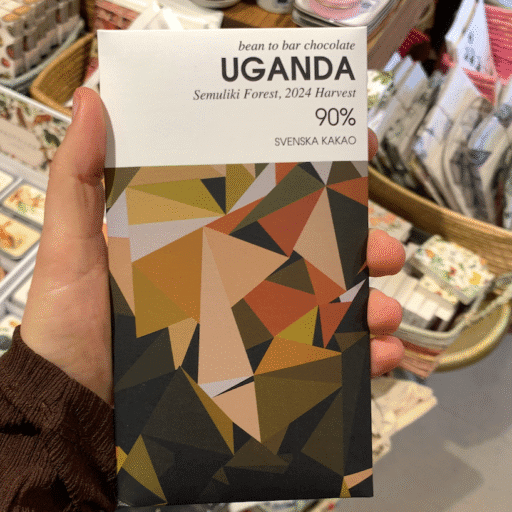 bean to bar chocolate
UGANDA
Semuliki Forest, 2024 Harvest
90%
SVENSKA KAKAO